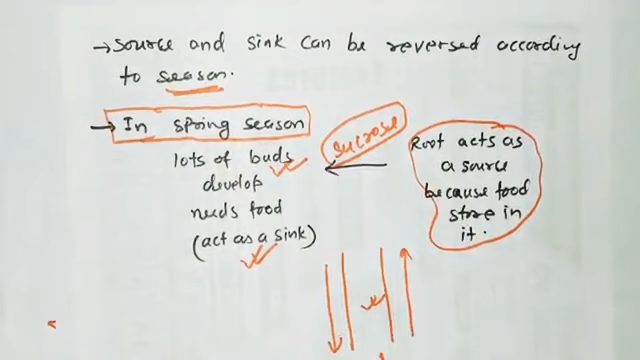 → Source and sink can be reversed according
to season.
→ In spring season
lots of buds
develop
needs food
(act as a sink)
sucrose
Root acts as
a source
because food
store in
it.